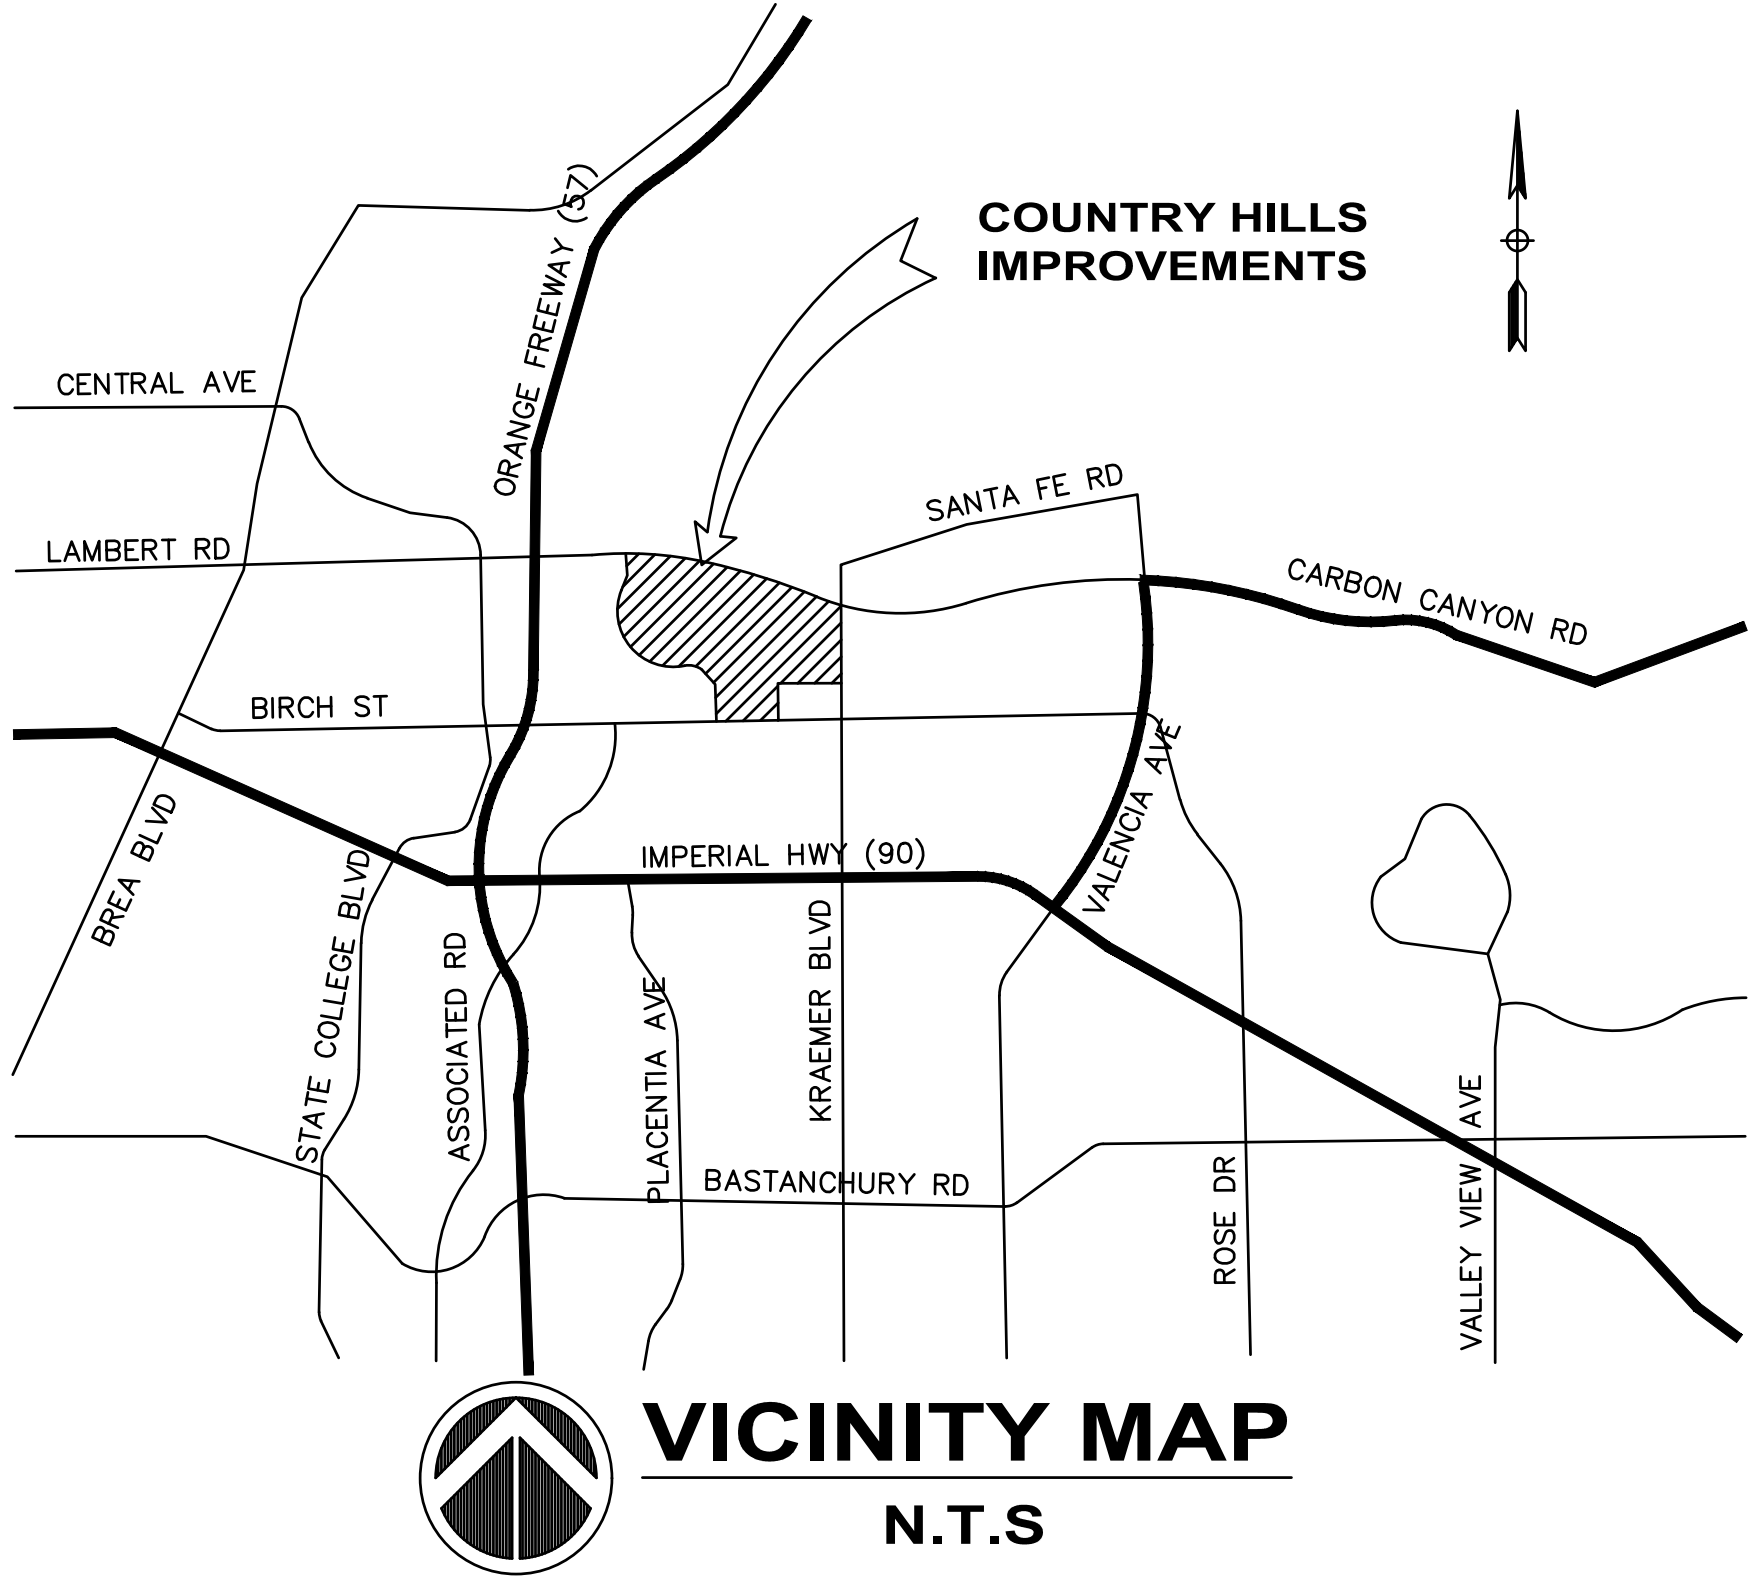 ORANGE FREEWAY (57)
COUNTRY HILLS
IMPROVEMENTS
CENTRAL AVE
SANTA FE RD
LAMBERT RD
CARBON CANYON RD
BIRCH ST
VALENCIA AVE
BREA BLVD
IMPERIAL HWY (90)
STATE COLLEGE BLVD
ASSOCIATED RD
PLACENTIA AVE
KRAEMER BLVD
BASTANCHURY RD
ROSE DR
VALLEY VIEW AVE
VICINITY MAP
N.T.S